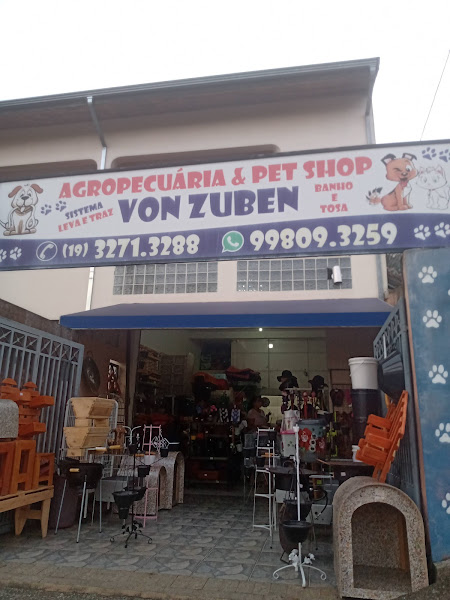 AGROPECUÁRIA & PET SHOP
SISTEMA
LEVA E TRAZ
VON ZUBEN
BANHO
E
TOSA
(19) 3271.3288
99809.3259